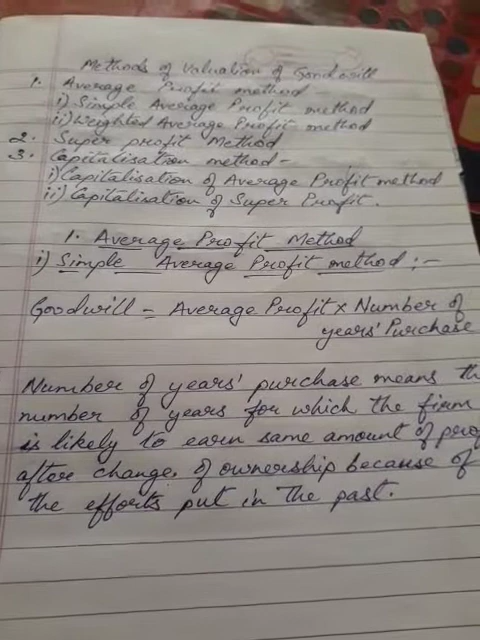 Methods of Valuation of Goodwill
1. Average Profit method
i) Simple Average Profit method
ii) Weighted Average Profit method
2. Super profit Method
3. Capitalisation method -
i) Capitalisation of Average Profit method
ii) Capitalisation of Super Profit.
1. Average Profit Method
i) Simple Average Profit method :-
Goodwill = Average Profit x Number of
years' Purchase
Number of years' purchase means th
number of years for which the firm
is likely to earn same amount of pro
after change of ownership because of
the efforts put in the past.